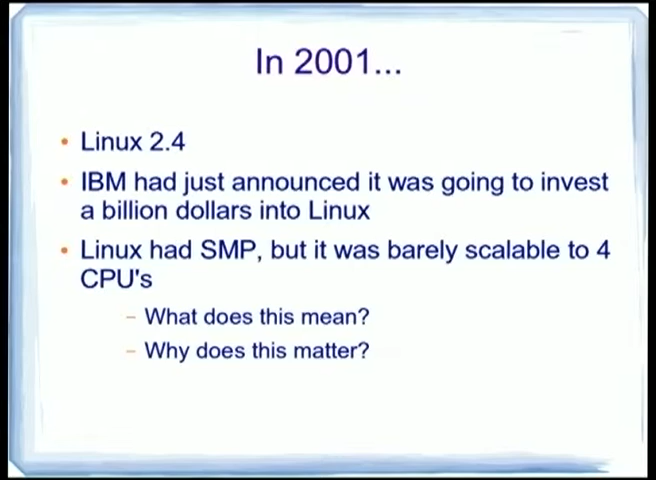 In 2001...
• Linux 2.4
• IBM had just announced it was going to invest
a billion dollars into Linux
• Linux had SMP, but it was barely scalable to 4
CPU's
– What does this mean?
– Why does this matter?